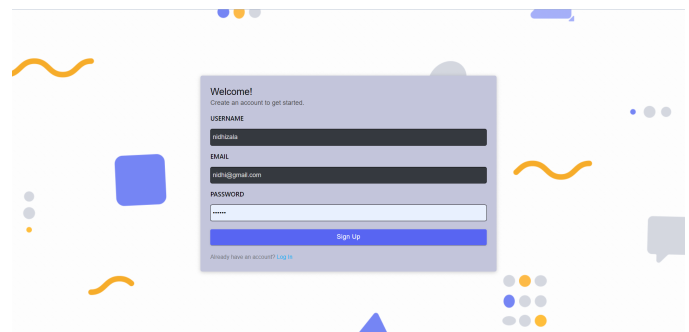 Welcome!
Create an account to get started.
USERNAME
nidhizala
EMAIL
nidhi@gmail.com
PASSWORD
••••••
Sign Up
Already have an account? Log In